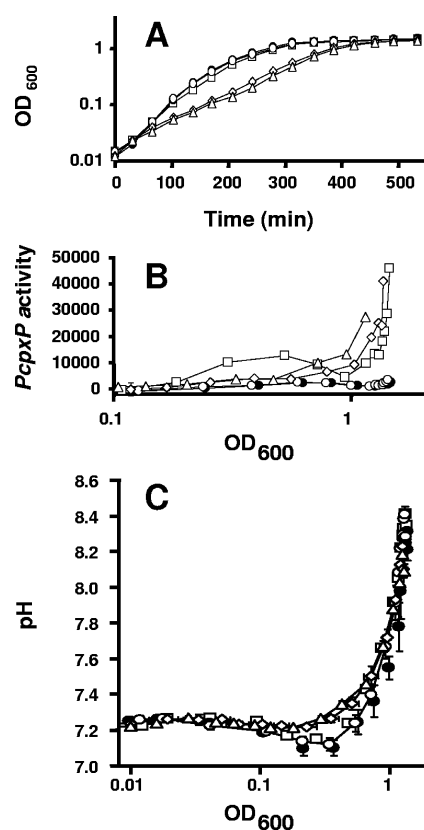 A
1
0.1
0.01
OD600
0 100 200 300 400 500
Time (min)
B
50000
40000
30000
20000
10000
0
PcpxP activity
0.1 1
OD600
C
8.6
8.4
8.2
8.0
7.8
7.6
7.4
7.2
7.0
pH
0.01 0.1 1
OD600